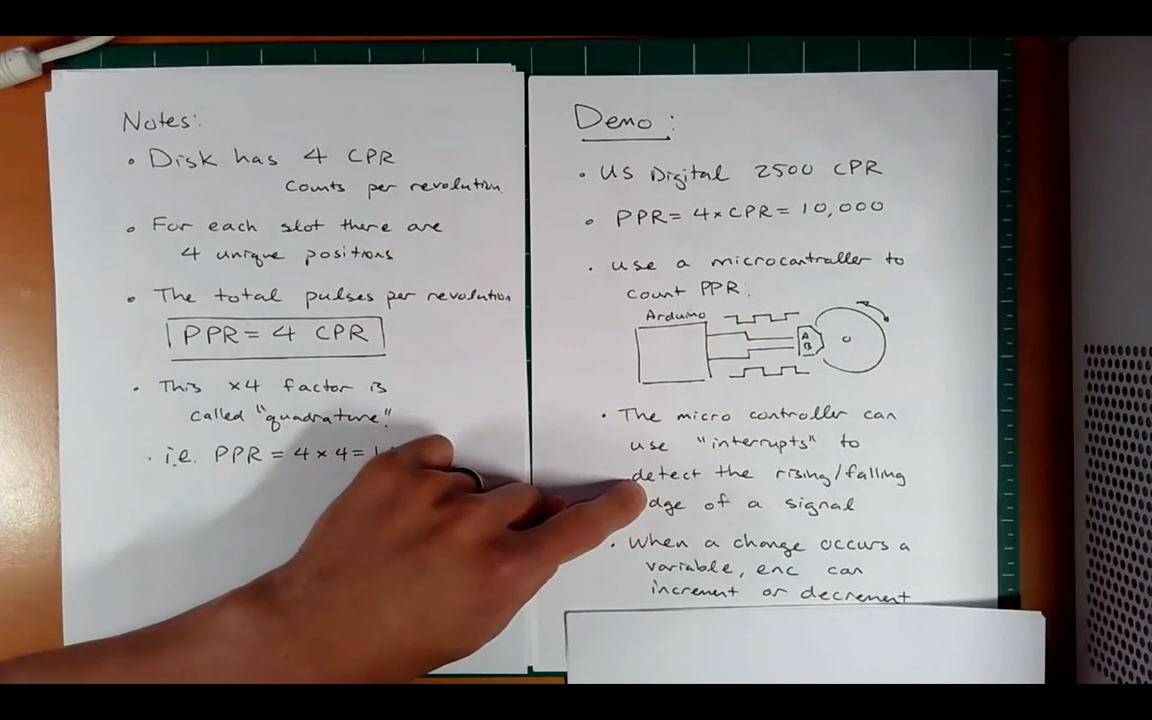 Notes:
• Disk has 4 CPR
Counts per revolution.
• For each slot there are
4 unique positions
• The total pulses per revolution
PPR = 4 CPR
• This ×4 factor is
called "quadrature."
• i.e. PPR = 4 × 4 =
Demo:
• US Digital 2500 CPR
• PPR = 4 × CPR = 10,000
• use a microcontroller to
count PPR:
Arduino
A
B
• The micro controller can
use "interrupts" to
detect the rising/falling
dge of a signal
• When a change occurs a
variable, enc can
increment or decrement